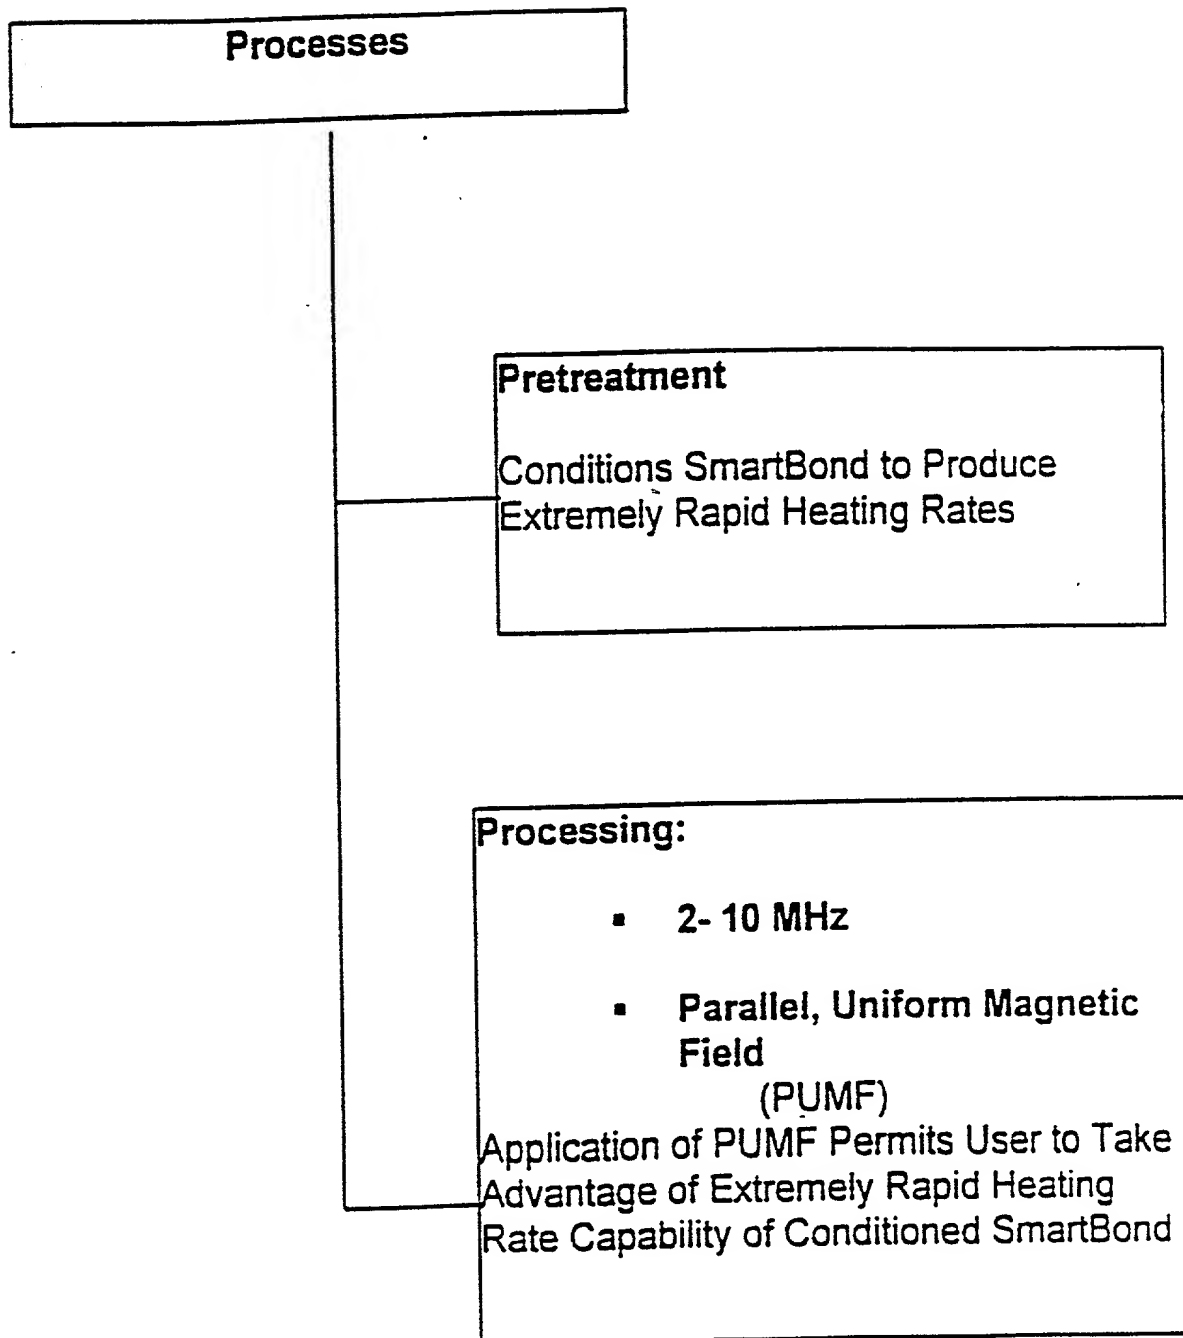 Processes
Pretreatment
Conditions SmartBond to Produce
Extremely Rapid Heating Rates
Processing:
▪ 2- 10 MHz
▪ Parallel, Uniform Magnetic
Field
(PUMF)
Application of PUMF Permits User to Take
Advantage of Extremely Rapid Heating
Rate Capability of Conditioned SmartBond